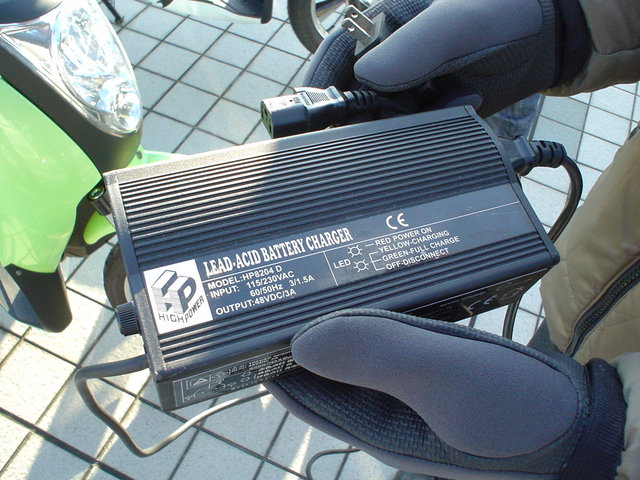 LEAD-ACID BATTERY CHARGER
MODEL:HP8204 D
INPUT: 115/230VAC
60/50Hz 3/1.5A
OUTPUT:48VDC/3A
HP
HIGH POWER
CE
LED
RED POWER ON
YELLOW-CHARGING
GREEN-FULL CHARGE
OFF-DISCONNECT
CE